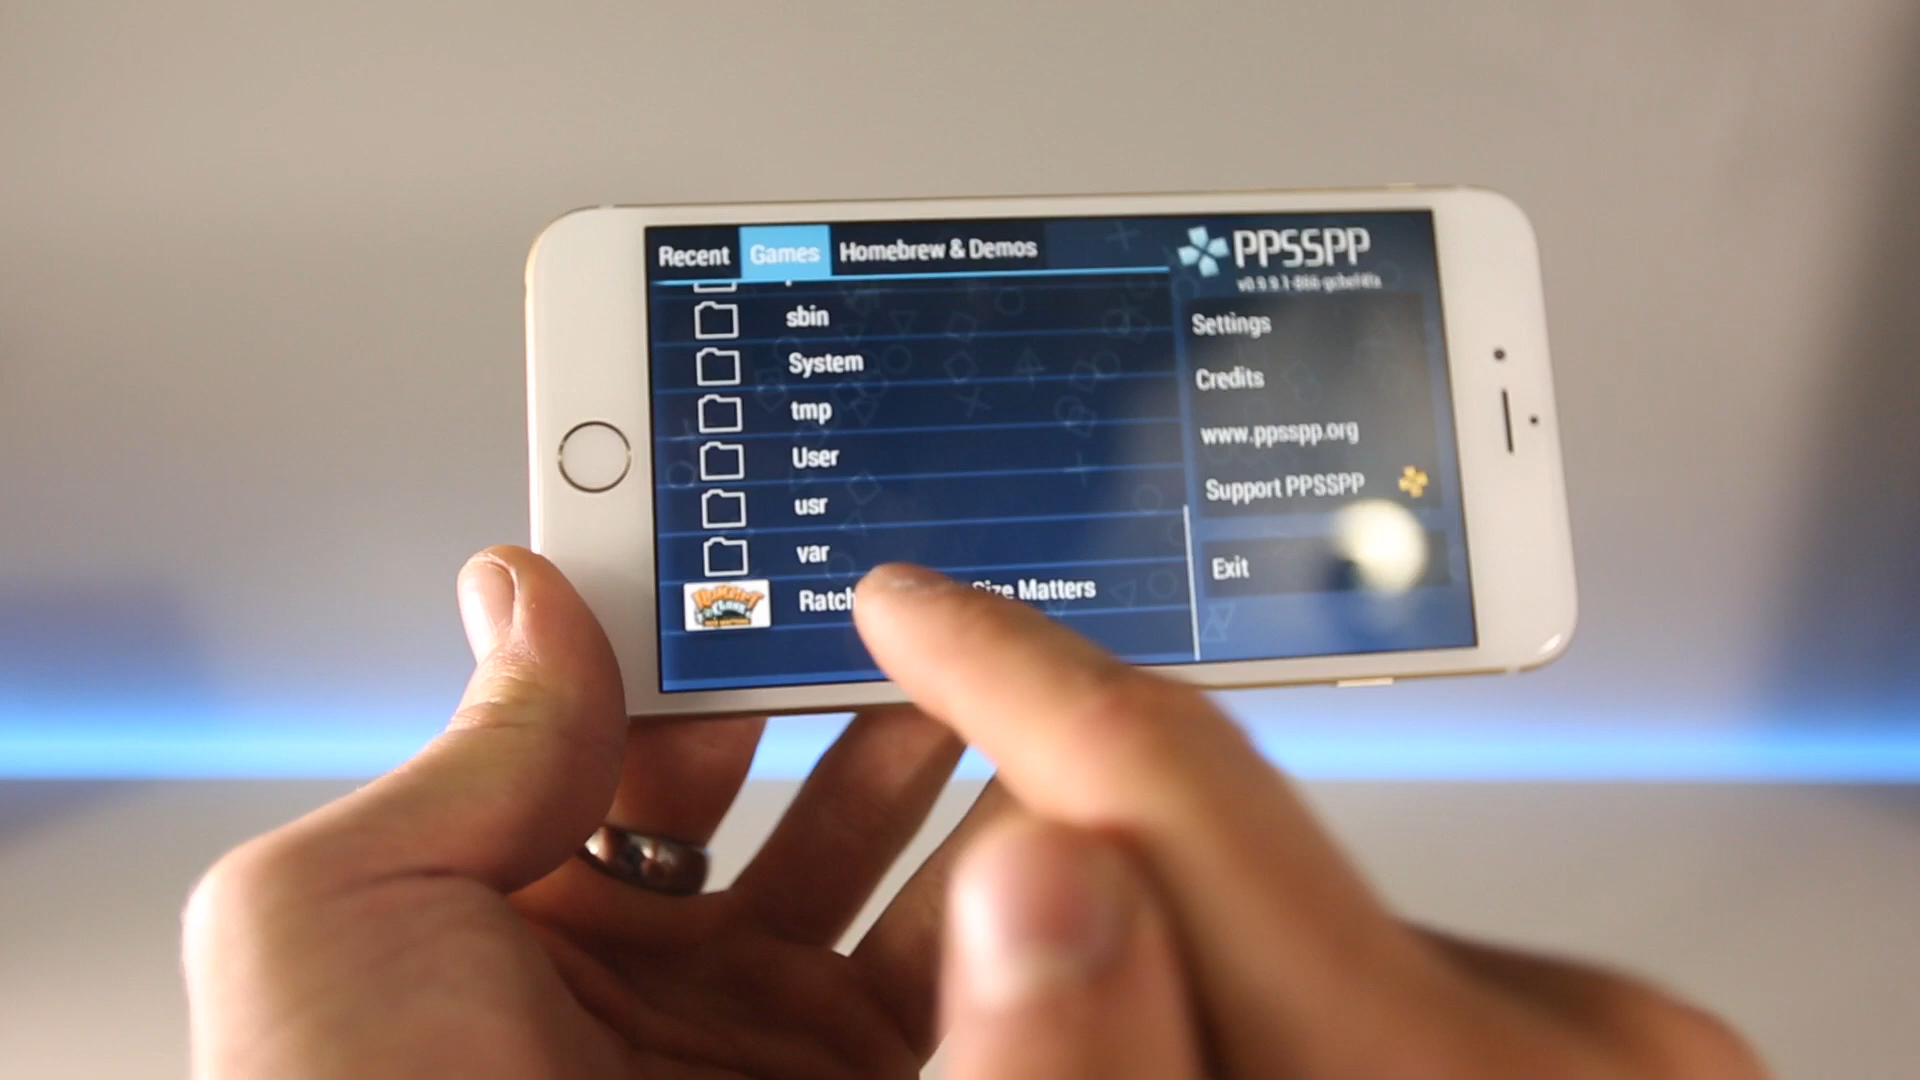 Recent Games Homebrew & Demos
PPSSPP
sbin
System
tmp
User
usr
var
Ratch Size Matters
Settings
Credits
www.ppsspp.org
Support PPSSPP
Exit